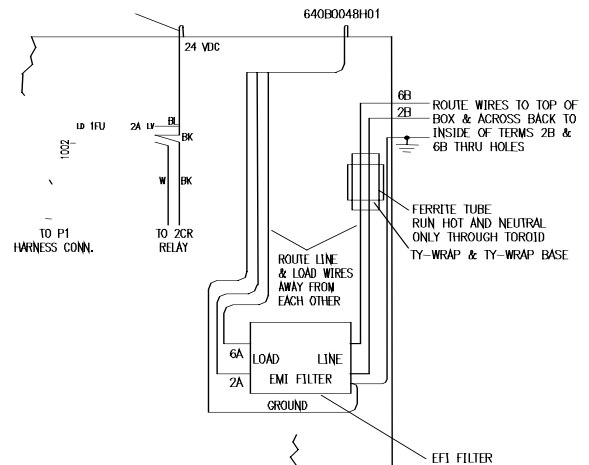 640B0048H01
24 VDC
6B
2B
ROUTE WIRES TO TOP OF
BOX & ACROSS BACK TO
INSIDE OF TERMS 2B &
6B THRU HOLES
LD 1FU
2A LV
BL
BK
1002
W
BK
FERRITE TUBE
RUN HOT AND NEUTRAL
ONLY THROUGH TOROID
TY-WRAP & TY-WRAP BASE
TO P1
HARNESS CONN.
TO 2CR
RELAY
ROUTE LINE
& LOAD WIRES
AWAY FROM
EACH OTHER
6A
LOAD
LINE
2A
EMI FILTER
GROUND
EFI FILTER